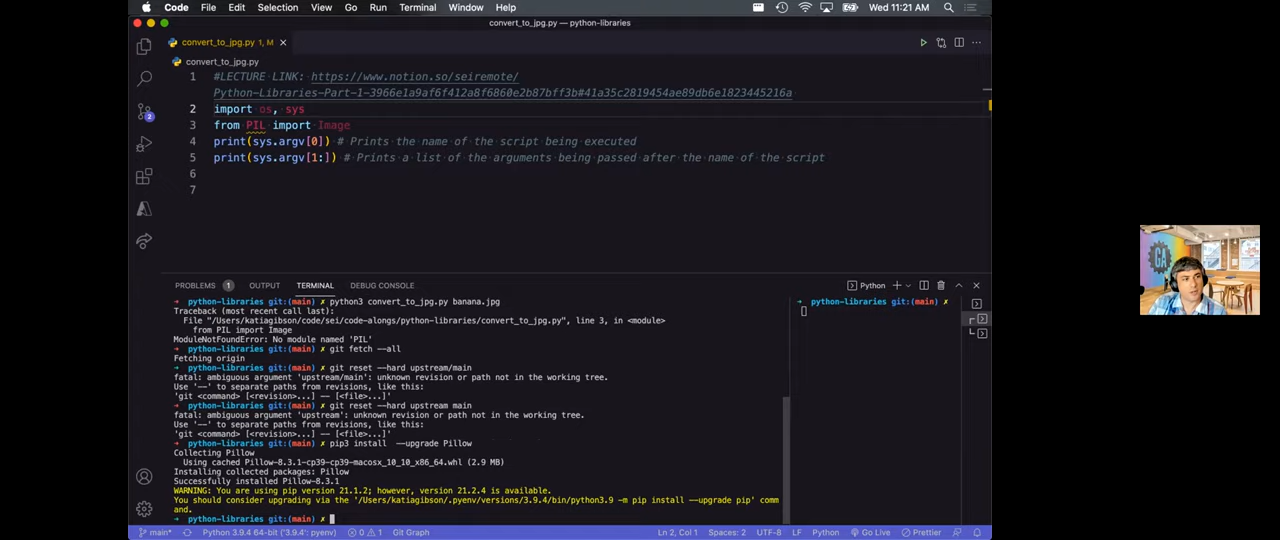 Code File Edit Selection View Go Run Terminal Window Help Wed 11:21 AM
convert_to_jpg.py — python-libraries
convert_to_jpg.py 1, M
convert_to_jpg.py
1 #LECTURE LINK: https://www.notion.so/seiremote/
Python-Libraries-Part-1-3966e1a9af6f412a8f6860e2b87bff3b#41a35c2819454ae89db6e1823445216a
2 import os, sys
3 from PIL import Image
4 print(sys.argv[0]) # Prints the name of the script being executed
5 print(sys.argv[1:]) # Prints a list of the arguments being passed after the name of the script
6
7
2
GA
PROBLEMS 1 OUTPUT TERMINAL DEBUG CONSOLE Python
➜ python-libraries git:(main) ✗ python3 convert_to_jpg.py banana.jpg
Traceback (most recent call last):
File "/Users/katiagibson/code/sei/code-alongs/python-libraries/convert_to_jpg.py", line 3, in <module>
from PIL import Image
ModuleNotFoundError: No module named 'PIL'
➜ python-libraries git:(main) ✗ git fetch --all
Fetching origin
➜ python-libraries git:(main) ✗ git reset --hard upstream/main
fatal: ambiguous argument 'upstream/main': unknown revision or path not in the working tree.
Use '--' to separate paths from revisions, like this:
'git <command> [<revision>...] -- [<file>...]'
➜ python-libraries git:(main) ✗ git reset --hard upstream main
fatal: ambiguous argument 'upstream': unknown revision or path not in the working tree.
Use '--' to separate paths from revisions, like this:
'git <command> [<revision>...] -- [<file>...]'
➜ python-libraries git:(main) ✗ pip3 install --upgrade Pillow
Collecting Pillow
Using cached Pillow-8.3.1-cp39-cp39-macosx_10_10_x86_64.whl (2.9 MB)
Installing collected packages: Pillow
Successfully installed Pillow-8.3.1
WARNING: You are using pip version 21.1.2; however, version 21.2.4 is available.
You should consider upgrading via the '/Users/katiagibson/.pyenv/versions/3.9.4/bin/python3.9 -m pip install --upgrade pip' comm
and.
➜ python-libraries git:(main) ✗
➜ python-libraries git:(main) ✗
main* Python 3.9.4 64-bit ('3.9.4': pyenv) 0 1 Git Graph Ln 2, Col 1 Spaces: 2 UTF-8 LF Python Go Live Prettier